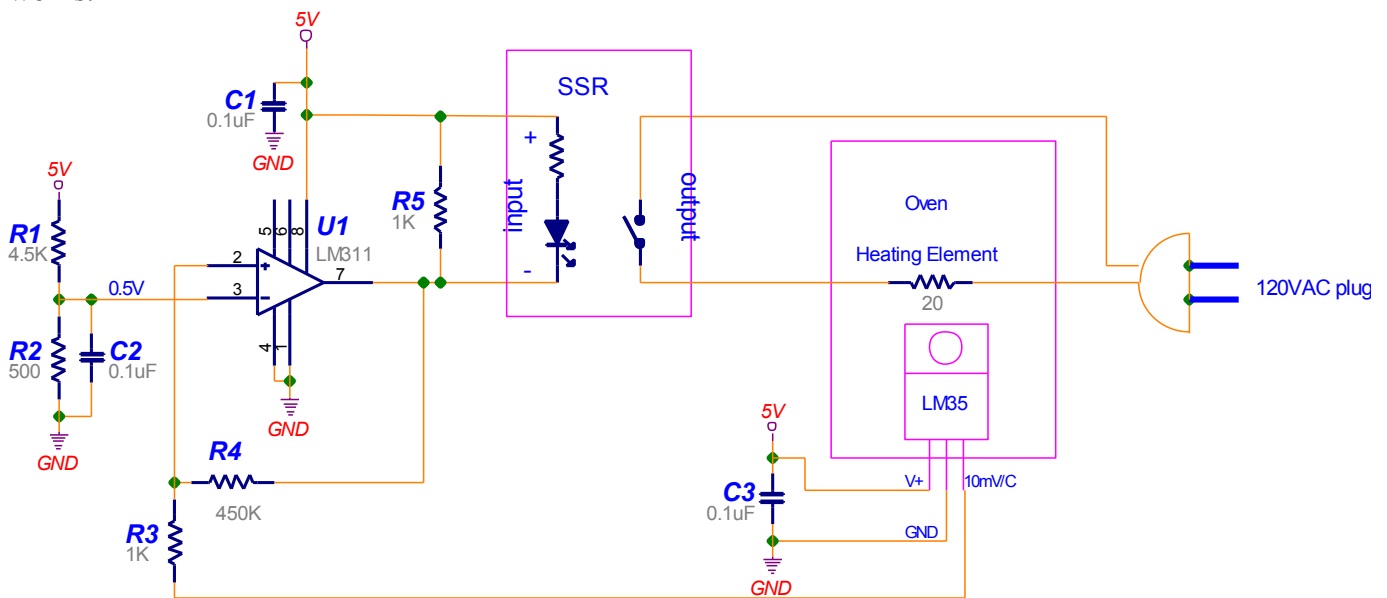 5V
C1
0.1uF
GND
SSR
+
input
-
output
5V
R1
4.5K
0.5V
R2
500
C2
0.1uF
GND
5
6
8
U1
LM311
2
+
3
-
7
4
1
GND
R5
1K
R4
450K
R3
1K
Oven
Heating Element
20
LM35
V+
10mV/C
GND
5V
C3
0.1uF
GND
120VAC plug